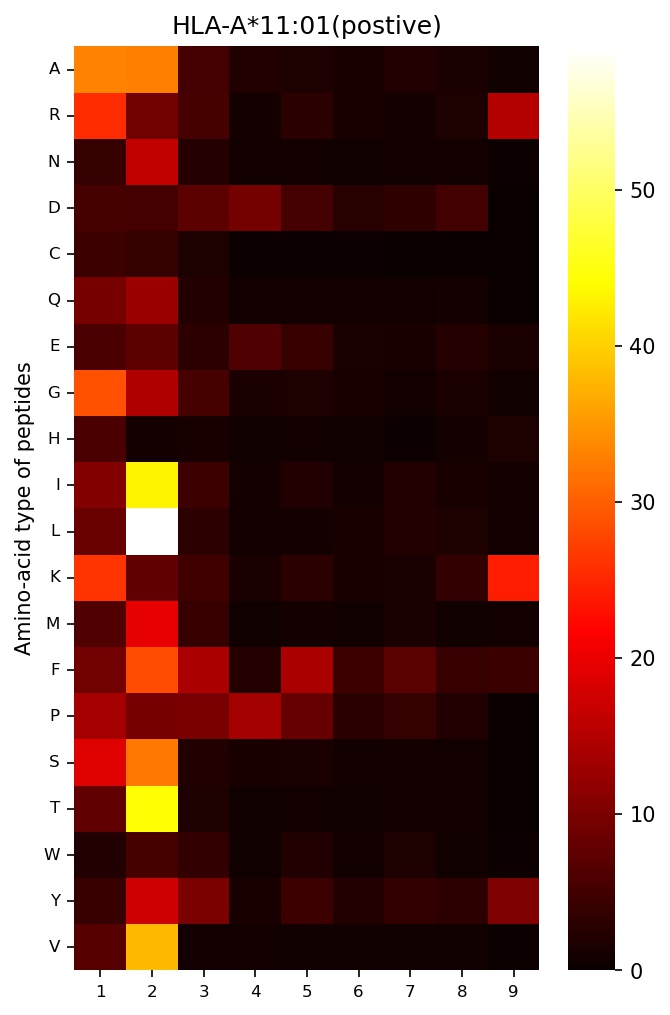 HLA-A*11:01(postive)
Amino-acid type of peptides
A
R
N
D
C
Q
E
G
H
I
L
K
M
F
P
S
T
W
Y
V
1 2 3 4 5 6 7 8 9
50
40
30
20
10
0